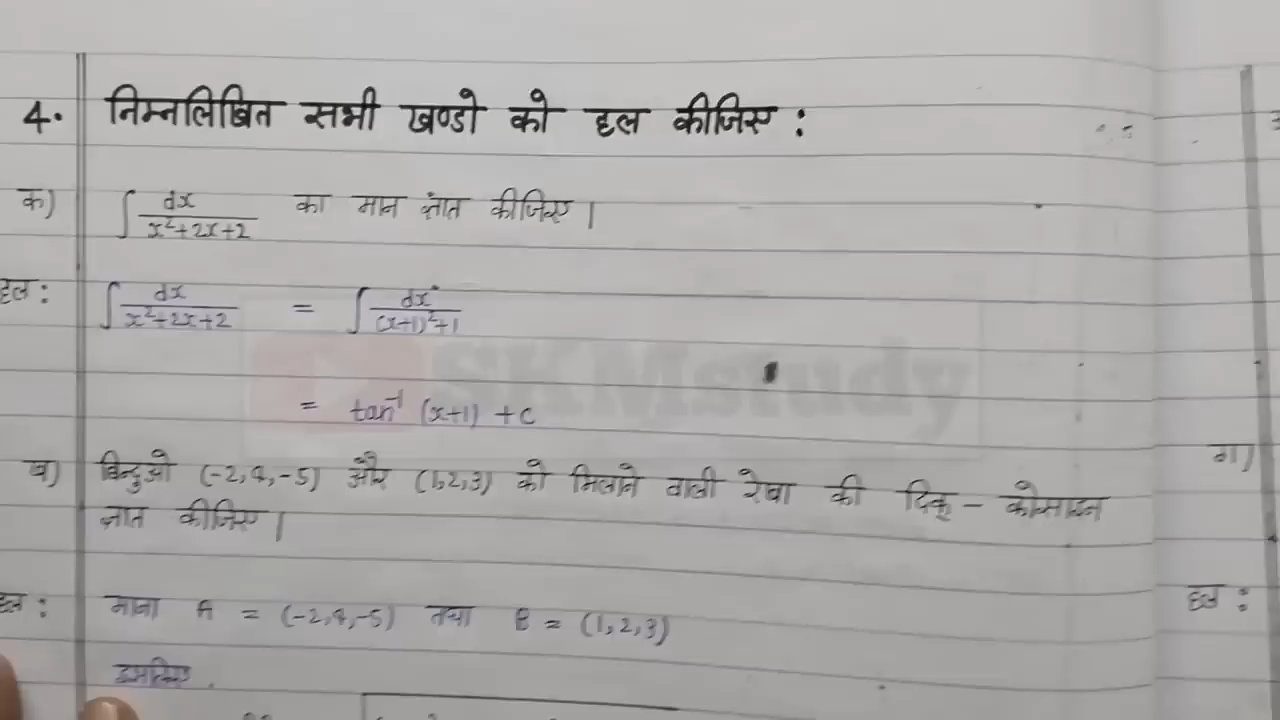 4. निम्नलिखित सभी खण्डो को हल कीजिए :
क) ∫ dx / x²+2x+2 का मान ज्ञात कीजिए।
हल: ∫ dx / x²+2x+2 = ∫ dx / (x+1)²+1
= tan⁻¹ (x+1) + c
SKMstudy
ख) बिन्दुओ (-2,4,-5) और (1,2,3) को मिलाने वाली रेखा की दिक् - कोसाइन
ज्ञात कीजिए।
हल: माना A = (-2,4,-5) तथा B = (1,2,3)
इसलिए
ग)
हल: